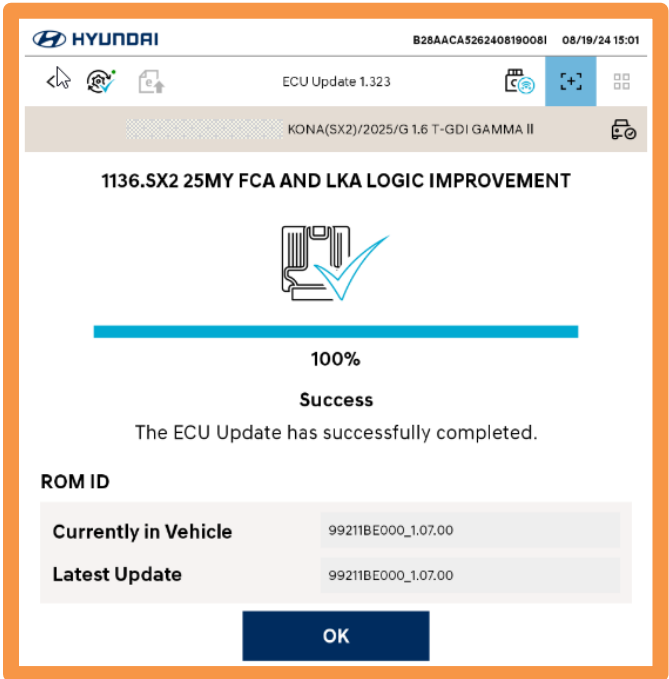 HYUNDAI B28AACA526240819008I 08/19/24 15:01
ECU Update 1.323
KONA(SX2)/2025/G 1.6 T-GDI GAMMA II
1136.SX2 25MY FCA AND LKA LOGIC IMPROVEMENT
100%
Success
The ECU Update has successfully completed.
ROM ID
Currently in Vehicle 99211BE000_1.07.00
Latest Update 99211BE000_1.07.00
OK